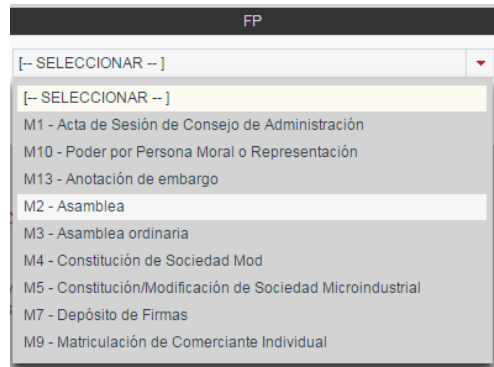 FP
[-- SELECCIONAR -- ]
[-- SELECCIONAR -- ]
M1 - Acta de Sesión de Consejo de Administración
M10 - Poder por Persona Moral o Representación
M13 - Anotación de embargo
M2 - Asamblea
M3 - Asamblea ordinaria
M4 - Constitución de Sociedad Mod
M5 - Constitución/Modificación de Sociedad Microindustrial
M7 - Depósito de Firmas
M9 - Matriculación de Comerciante Individual